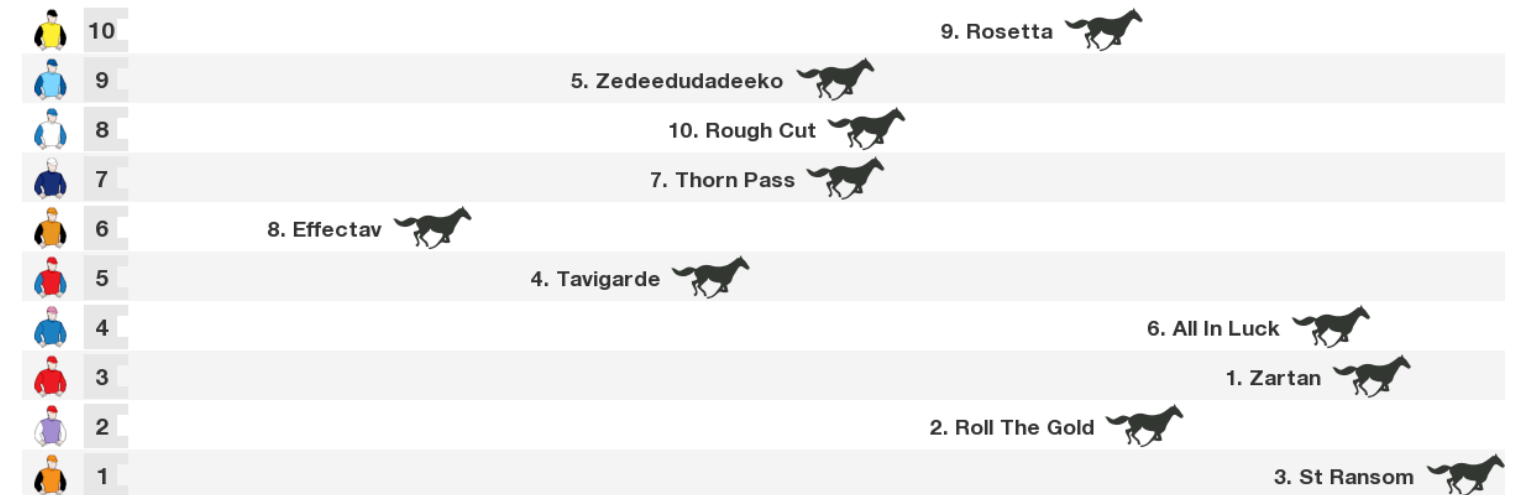 10 9. Rosetta
9 5. Zedeedudadeeko
8 10. Rough Cut
7 7. Thorn Pass
6 8. Effectav
5 4. Tavigarde
4 6. All In Luck
3 1. Zartan
2 2. Roll The Gold
1 3. St Ransom